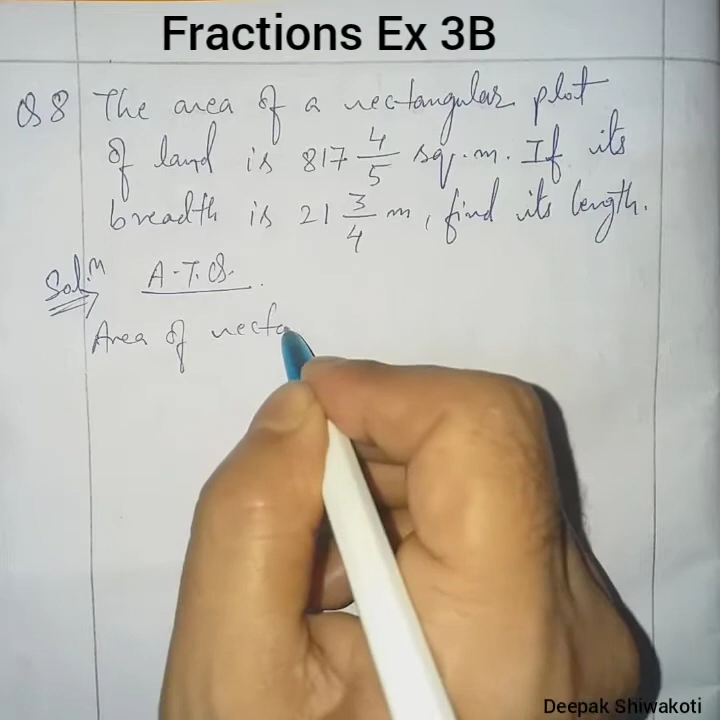 Fractions Ex 3B
Q8 The area of a rectangular plot
of land is 817 4/5 sq.m. If its
breadth is 21 3/4 m, find its length.
Sol.n A.T.Q.
Area of recta
Deepak Shiwakoti